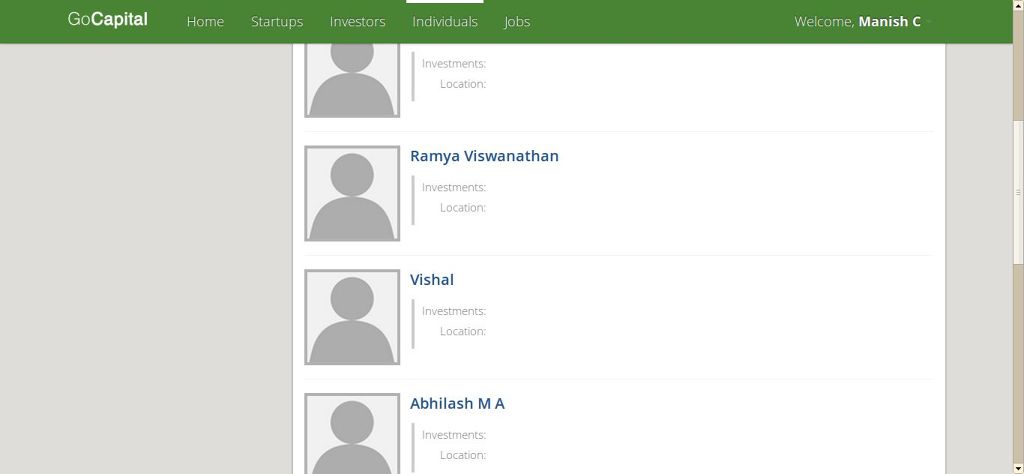 GoCapital Home Startups Investors Individuals Jobs Welcome, Manish C
Investments:
Location:
Ramya Viswanathan
Investments:
Location:
Vishal
Investments:
Location:
Abhilash M A
Investments:
Location: